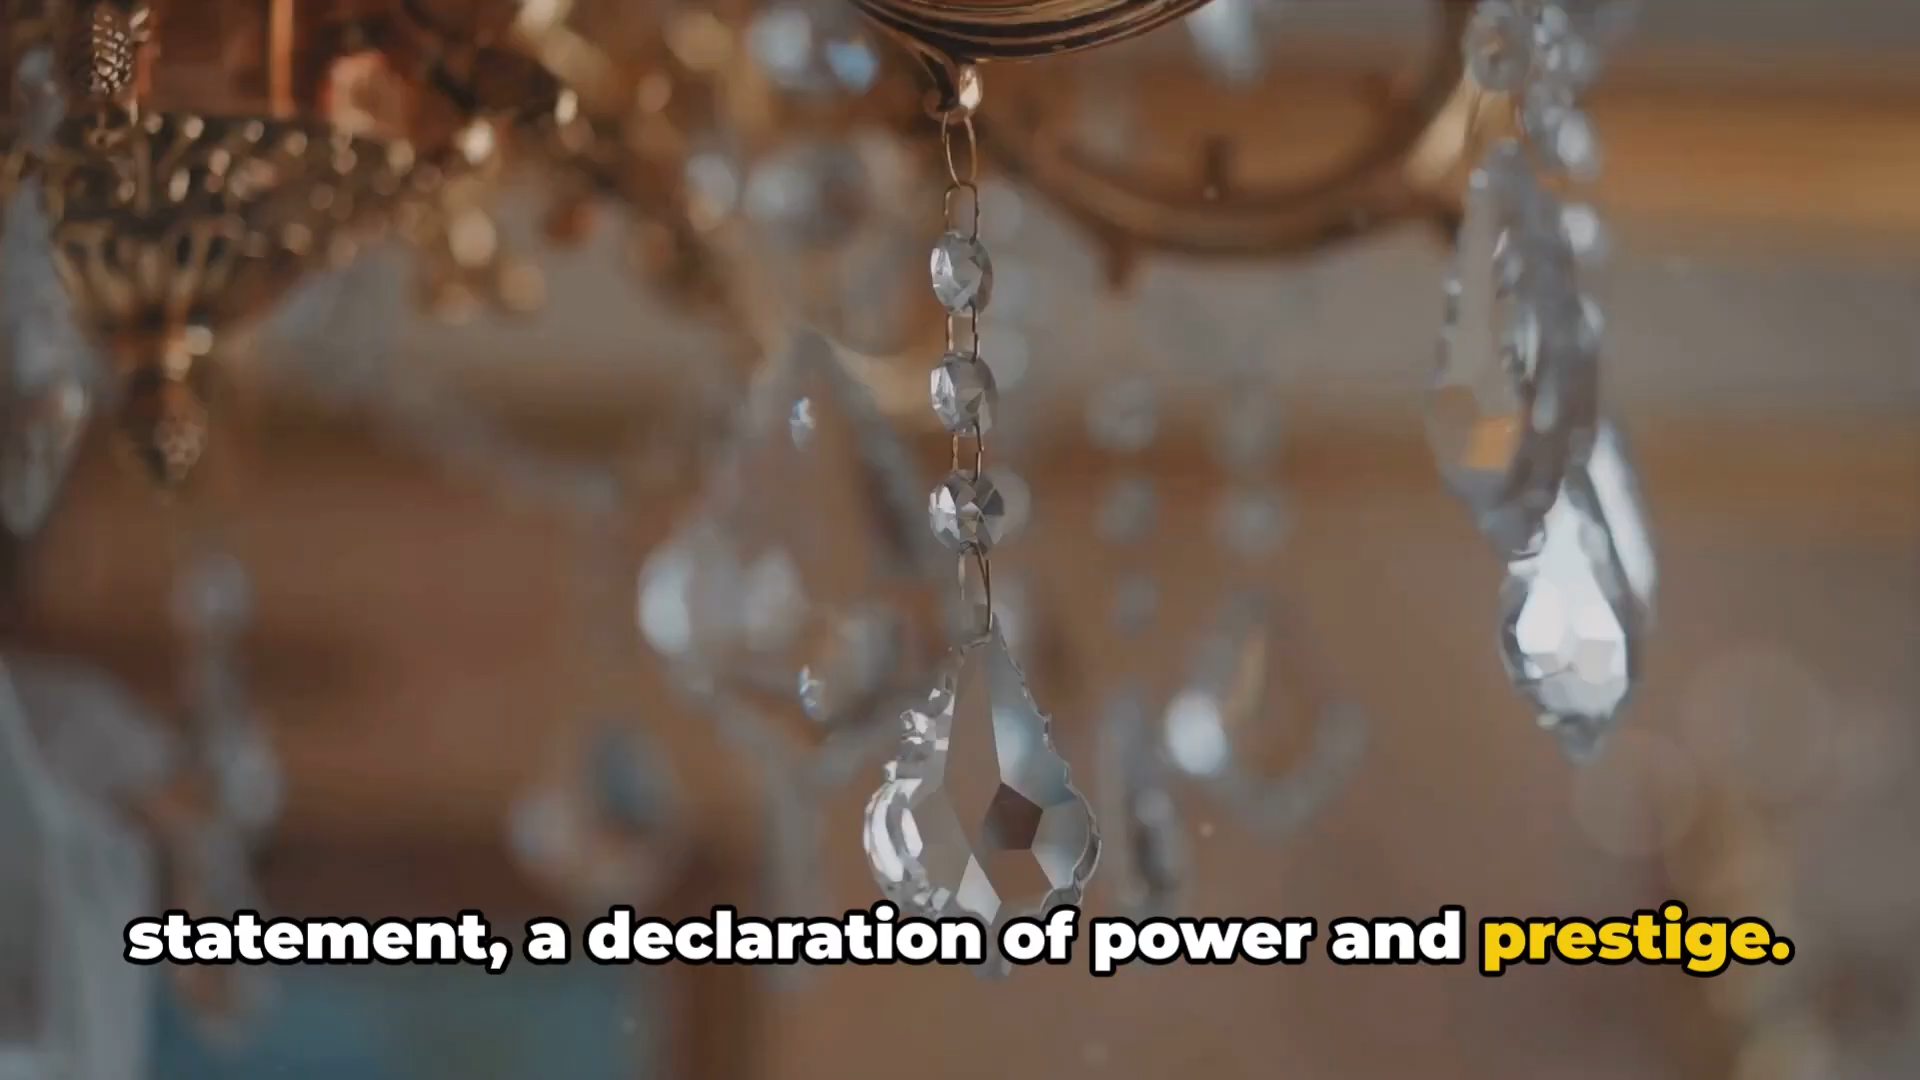 statement, a declaration of power and prestige.